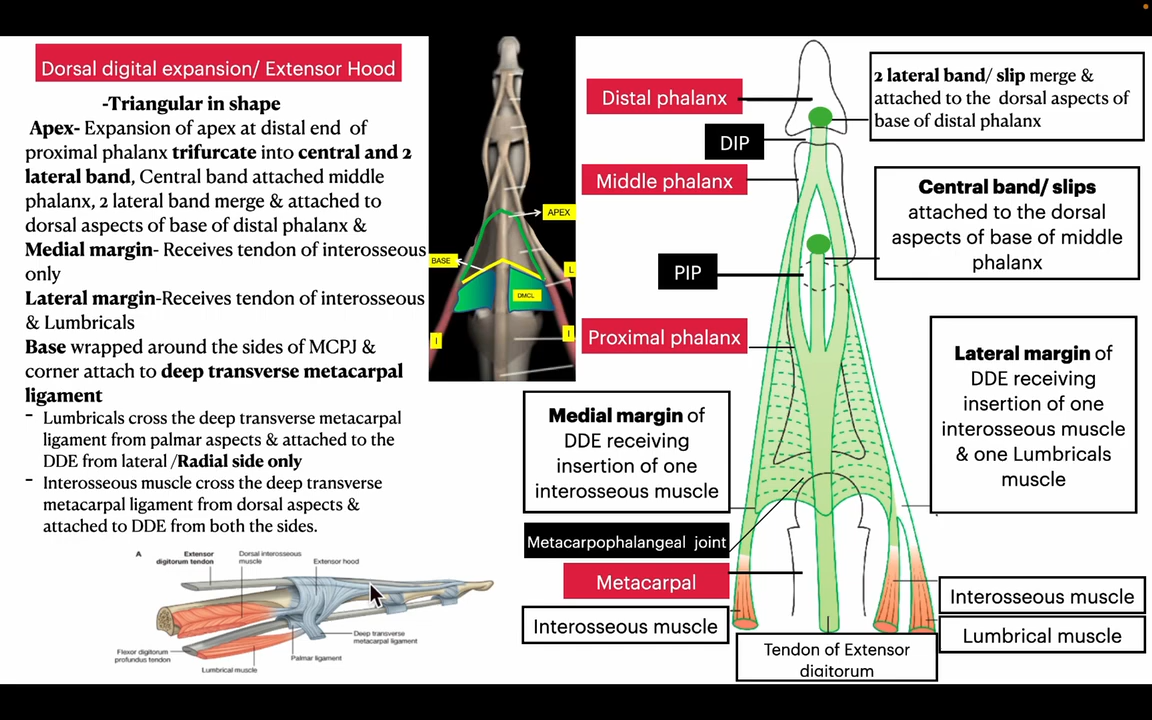 Dorsal digital expansion/ Extensor Hood
-Triangular in shape
Apex- Expansion of apex at distal end of
proximal phalanx trifurcate into central and 2
lateral band, Central band attached middle
phalanx, 2 lateral band merge & attached to
dorsal aspects of base of distal phalanx &
Medial margin- Receives tendon of interosseous
only
Lateral margin-Receives tendon of interosseous
& Lumbricals
Base wrapped around the sides of MCPJ &
corner attach to deep transverse metacarpal
ligament
- Lumbricals cross the deep transverse metacarpal
ligament from palmar aspects & attached to the
DDE from lateral /Radial side only
- Interosseous muscle cross the deep transverse
metacarpal ligament from dorsal aspects &
attached to DDE from both the sides.
A
Extensor
digitorum tendon
Dorsal interosseous
muscle
Extensor hood
Deep transverse
metacarpal ligament
Palmar ligament
Flexor digitorum
profundus tendon
Lumbrical muscle
APEX
BASE
DMCL
L
I
I
Distal phalanx
DIP
Middle phalanx
PIP
Proximal phalanx
Medial margin of
DDE receiving
insertion of one
interosseous muscle
Metacarpophalangeal joint
Metacarpal
Interosseous muscle
2 lateral band/ slip merge &
attached to the dorsal aspects of
base of distal phalanx
Central band/ slips
attached to the dorsal
aspects of base of middle
phalanx
Lateral margin of
DDE receiving
insertion of one
interosseous muscle
& one Lumbricals
muscle
Interosseous muscle
Lumbrical muscle
Tendon of Extensor
digitorum